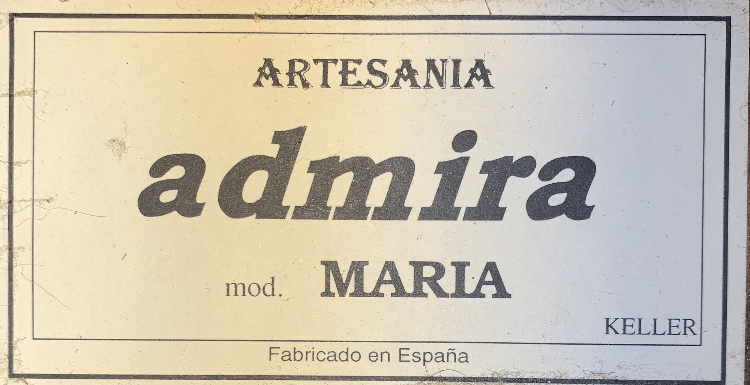 ARTESANIA
admira
mod. MARIA
KELLER
Fabricado en España